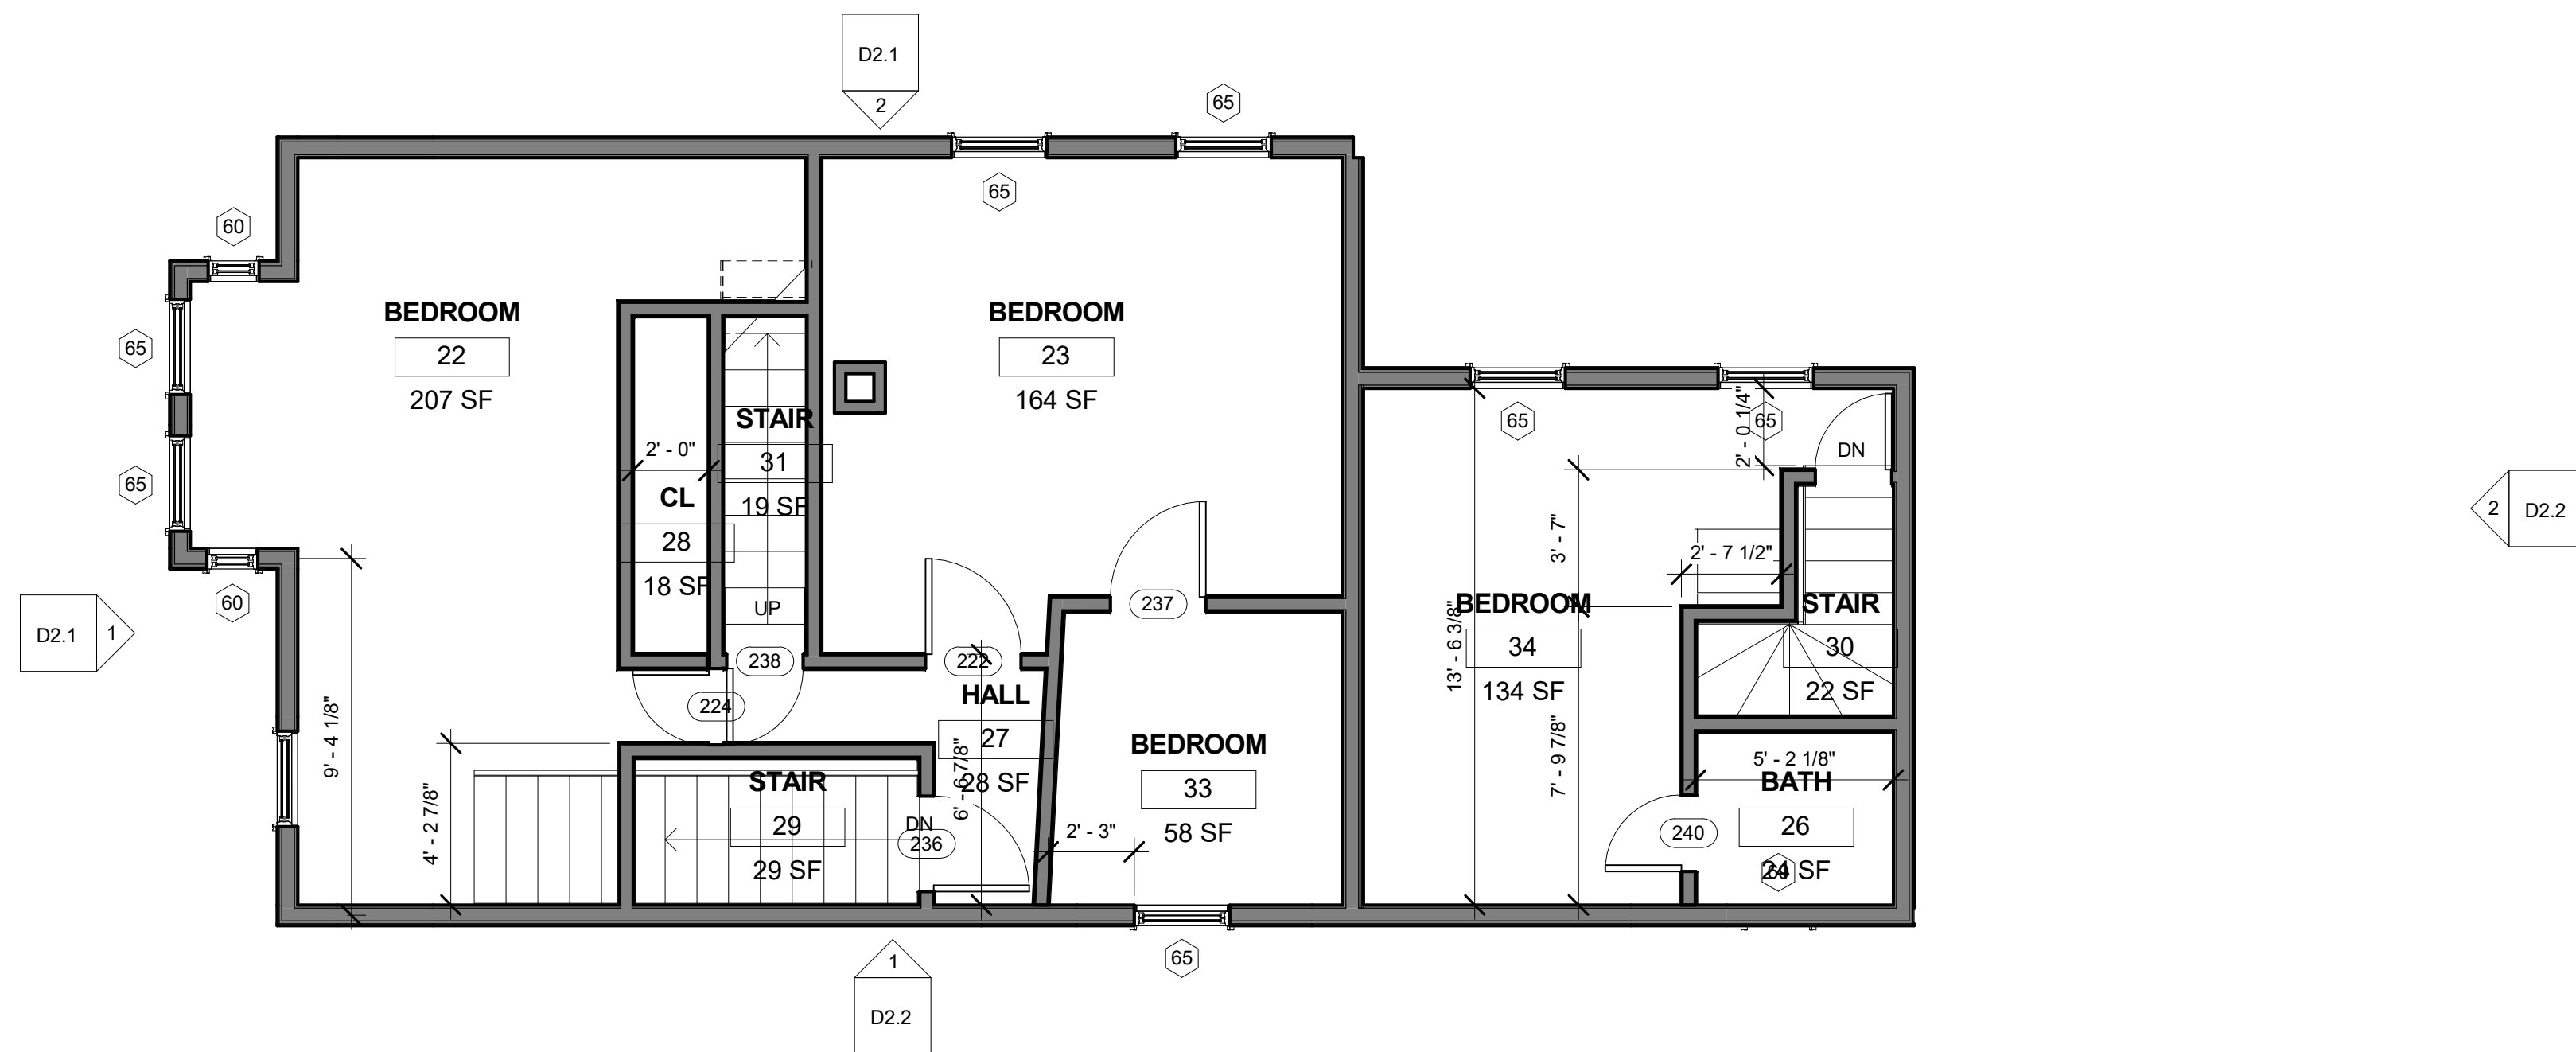 D2.1
2
65
65
60
BEDROOM
22
207 SF
BEDROOM
23
164 SF
65
65
60
2' - 0"
CL
28
18 SF
STAIR
31
19 SF
UP
65
65
2' - 0 1/4"
DN
3' - 7"
2' - 7 1/2"
2
D2.2
D2.1
1
237
238
222
224
HALL
27
28 SF
6' - 6 7/8"
BEDROOM
34
134 SF
13' - 6 3/8"
STAIR
30
22 SF
9' - 4 1/8"
4' - 2 7/8"
STAIR
29
29 SF
DN
236
BEDROOM
33
58 SF
2' - 3"
7' - 9 7/8"
5' - 2 1/8"
BATH
26
24 SF
240
65
1
D2.2